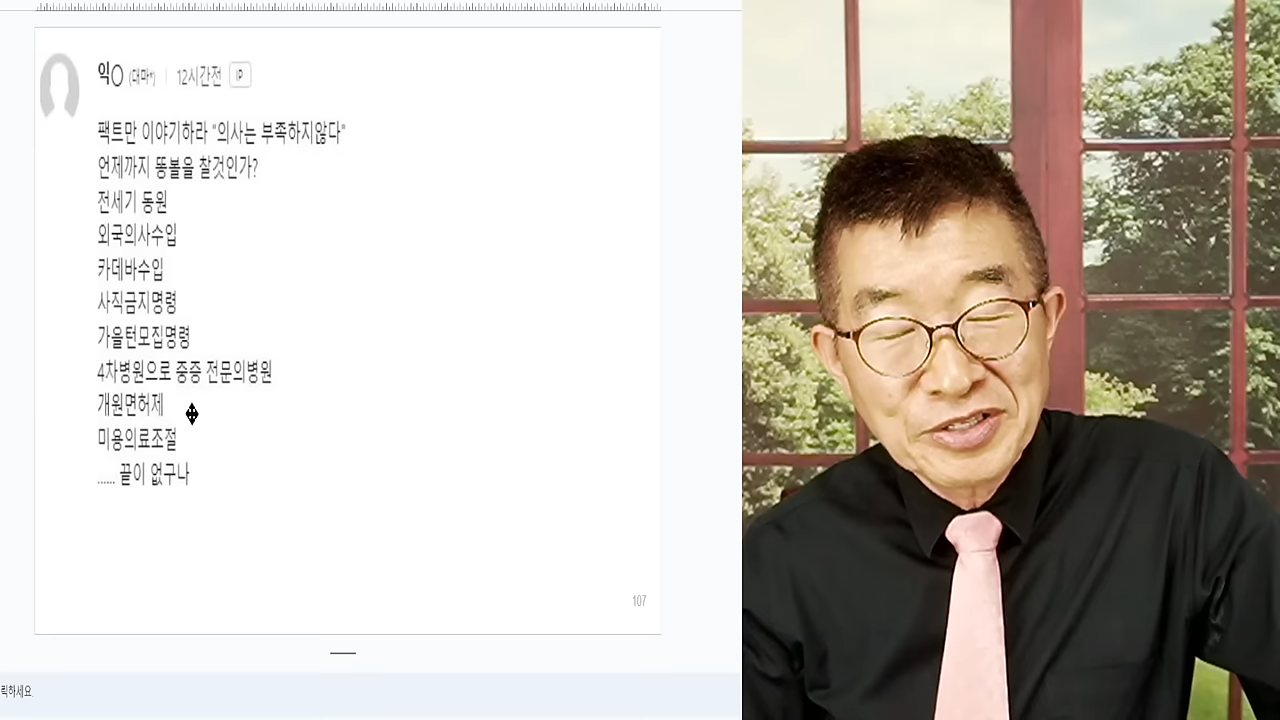 익○ (대마*) | 12시간전 IP
팩트만 이야기하라 "의사는 부족하지않다"
언제까지 똥볼을 찰것인가?
전세기 동원
외국의사수입
카데바수입
사직금지명령
가을턴모집명령
4차병원으로 중증 전문의병원
개원면허제
미용의료조절
...... 끝이 없구나
107
릭하세요.